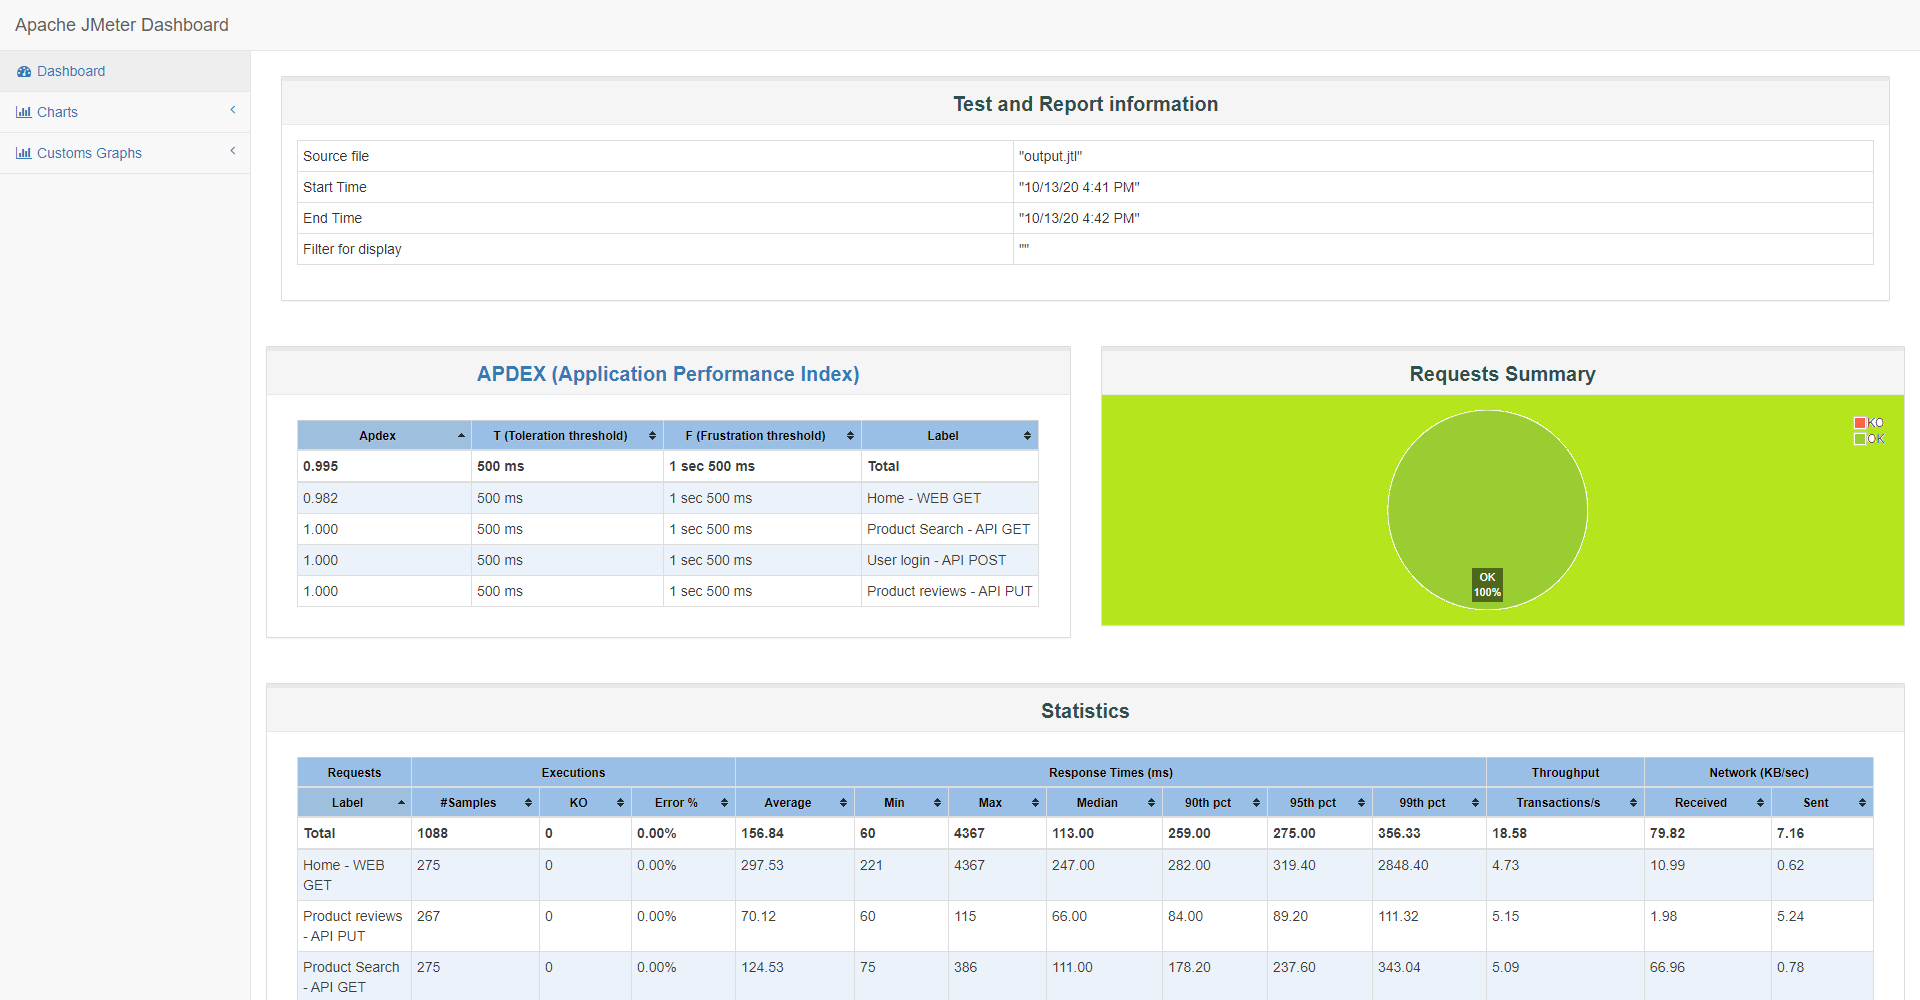 Apache JMeter Dashboard
Dashboard
Charts
Customs Graphs
Test and Report information
Source file "output.jtl"
Start Time "10/13/20 4:41 PM"
End Time "10/13/20 4:42 PM"
Filter for display ""
APDEX (Application Performance Index)
Apdex T (Toleration threshold) F (Frustration threshold) Label
0.995 500 ms 1 sec 500 ms Total
0.982 500 ms 1 sec 500 ms Home - WEB GET
1.000 500 ms 1 sec 500 ms Product Search - API GET
1.000 500 ms 1 sec 500 ms User login - API POST
1.000 500 ms 1 sec 500 ms Product reviews - API PUT
Requests Summary
KO
OK
OK
100%
Statistics
Requests Executions Response Times (ms) Throughput Network (KB/sec)
Label #Samples KO Error % Average Min Max Median 90th pct 95th pct 99th pct Transactions/s Received Sent
Total 1088 0 0.00% 156.84 60 4367 113.00 259.00 275.00 356.33 18.58 79.82 7.16
Home - WEB 275 0 0.00% 297.53 221 4367 247.00 282.00 319.40 2848.40 4.73 10.99 0.62
GET
Product reviews 267 0 0.00% 70.12 60 115 66.00 84.00 89.20 111.32 5.15 1.98 5.24
- API PUT
Product Search 275 0 0.00% 124.53 75 386 111.00 178.20 237.60 343.04 5.09 66.96 0.78
- API GET